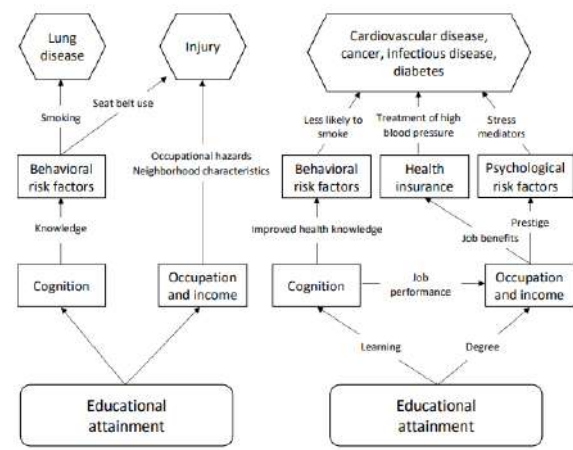 Lung
disease
Injury
Seat belt use
Smoking
Occupational hazards
Neighborhood characteristics
Behavioral
risk factors
Knowledge
Cognition
Occupation
and income
Educational
attainment
Cardiovascular disease,
cancer, infectious disease,
diabetes
Less likely to
smoke
Treatment of high
blood pressure
Stress
mediators
Behavioral
risk factors
Health
insurance
Psychological
risk factors
Improved health knowledge
Prestige
Job benefits
Cognition
Job
performance
Occupation
and income
Learning
Degree
Educational
attainment